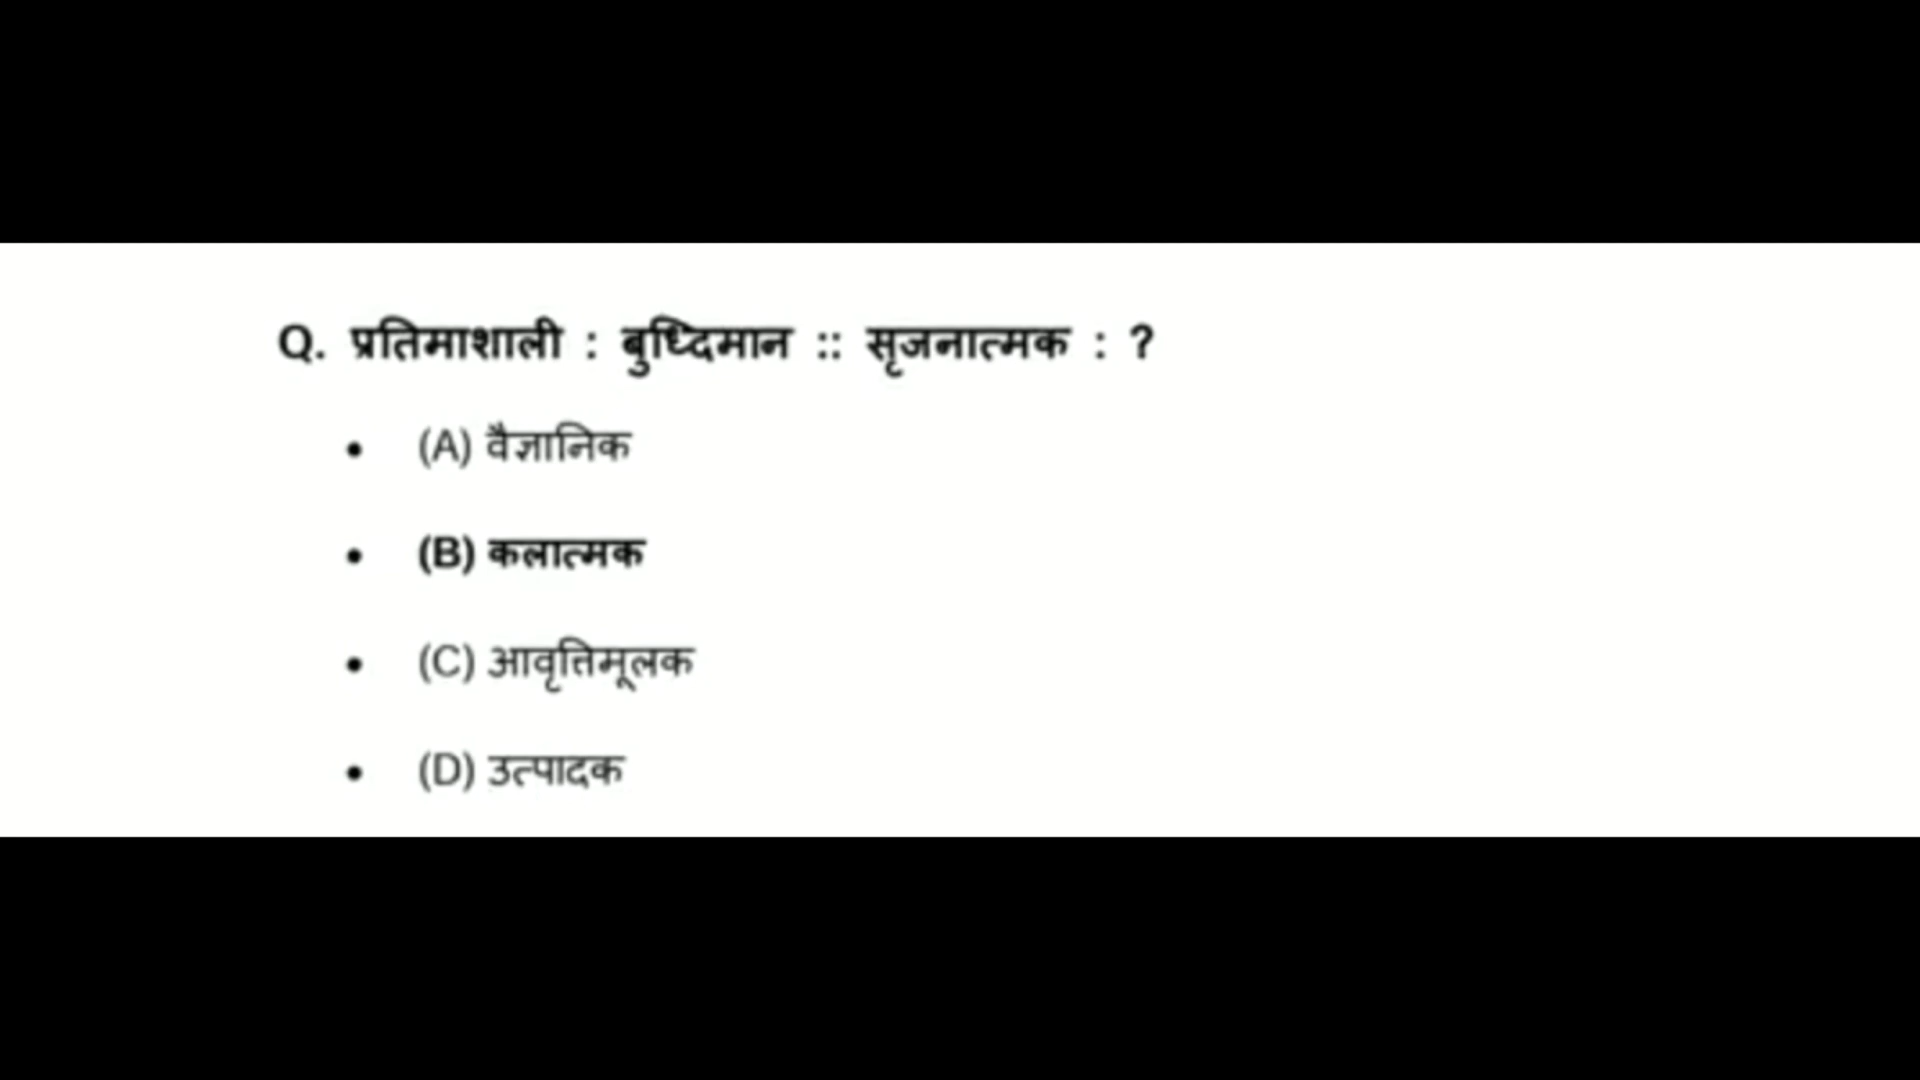 Q. प्रतिमाशाली : बुध्दिमान :: सृजनात्मक : ?
• (A) वैज्ञानिक
• (B) कलात्मक
• (C) आवृत्तिमूलक
• (D) उत्पादक